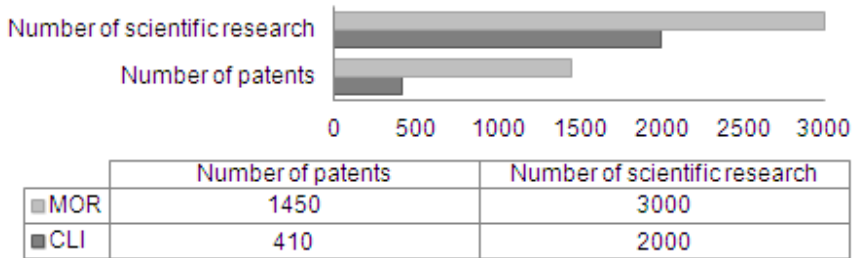 Number of scientific research
Number of patents
0 500 1000 1500 2000 2500 3000
Number of patents Number of scientific research
MOR 1450 3000
CLI 410 2000